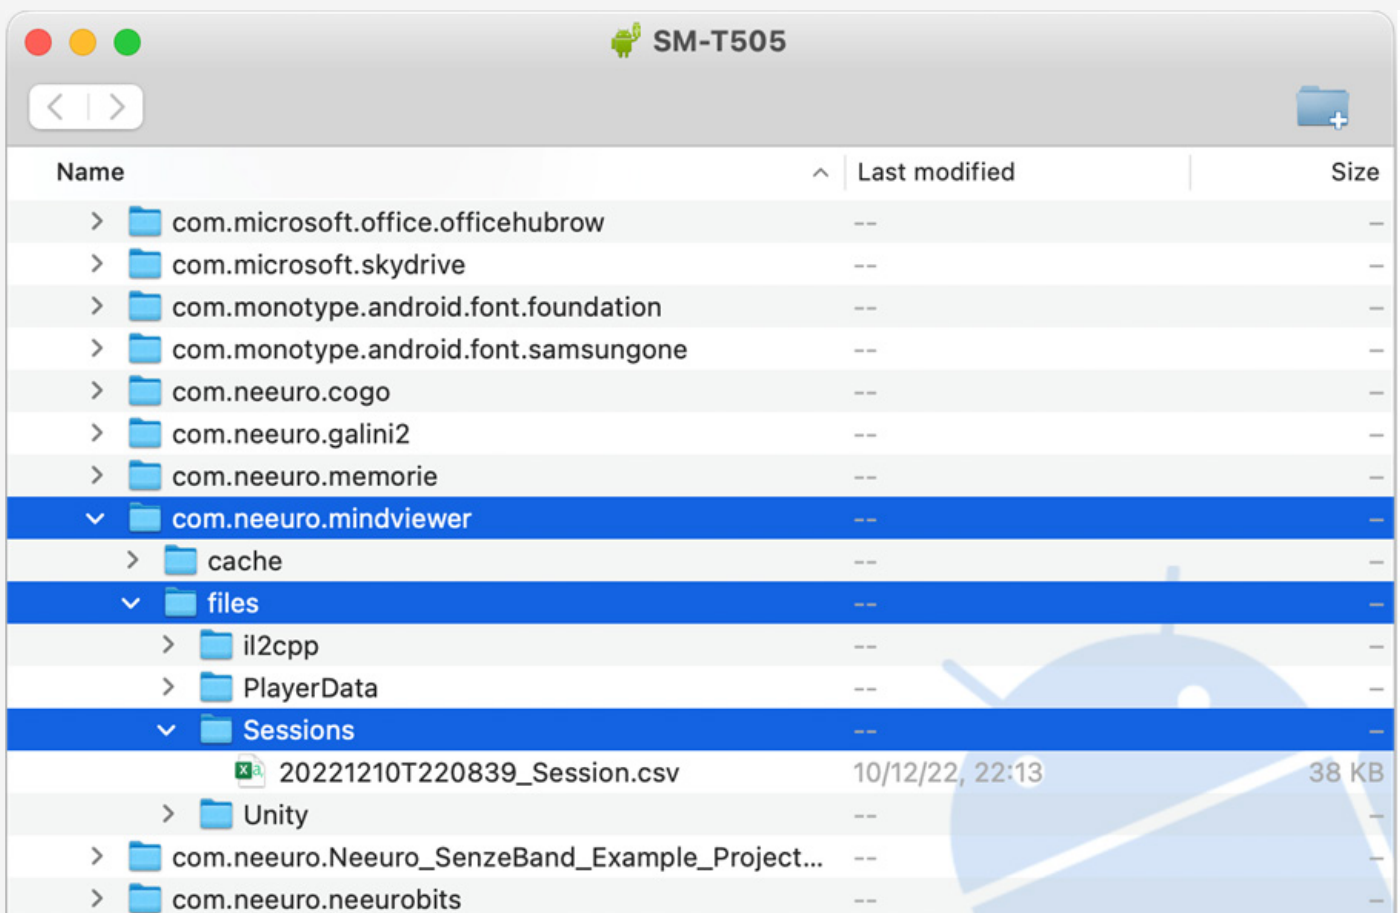 SM-T505
Name Last modified Size
com.microsoft.office.officehubrow -- –
com.microsoft.skydrive -- –
com.monotype.android.font.foundation -- –
com.monotype.android.font.samsungone -- –
com.neeuro.cogo -- –
com.neeuro.galini2 -- –
com.neeuro.memorie -- –
com.neeuro.mindviewer -- –
cache -- –
files -- –
il2cpp -- –
PlayerData -- –
Sessions -- –
20221210T220839_Session.csv 10/12/22, 22:13 38 KB
Unity -- –
com.neeuro.Neeuro_SenzeBand_Example_Project... -- –
com.neeuro.neeurobits -- –